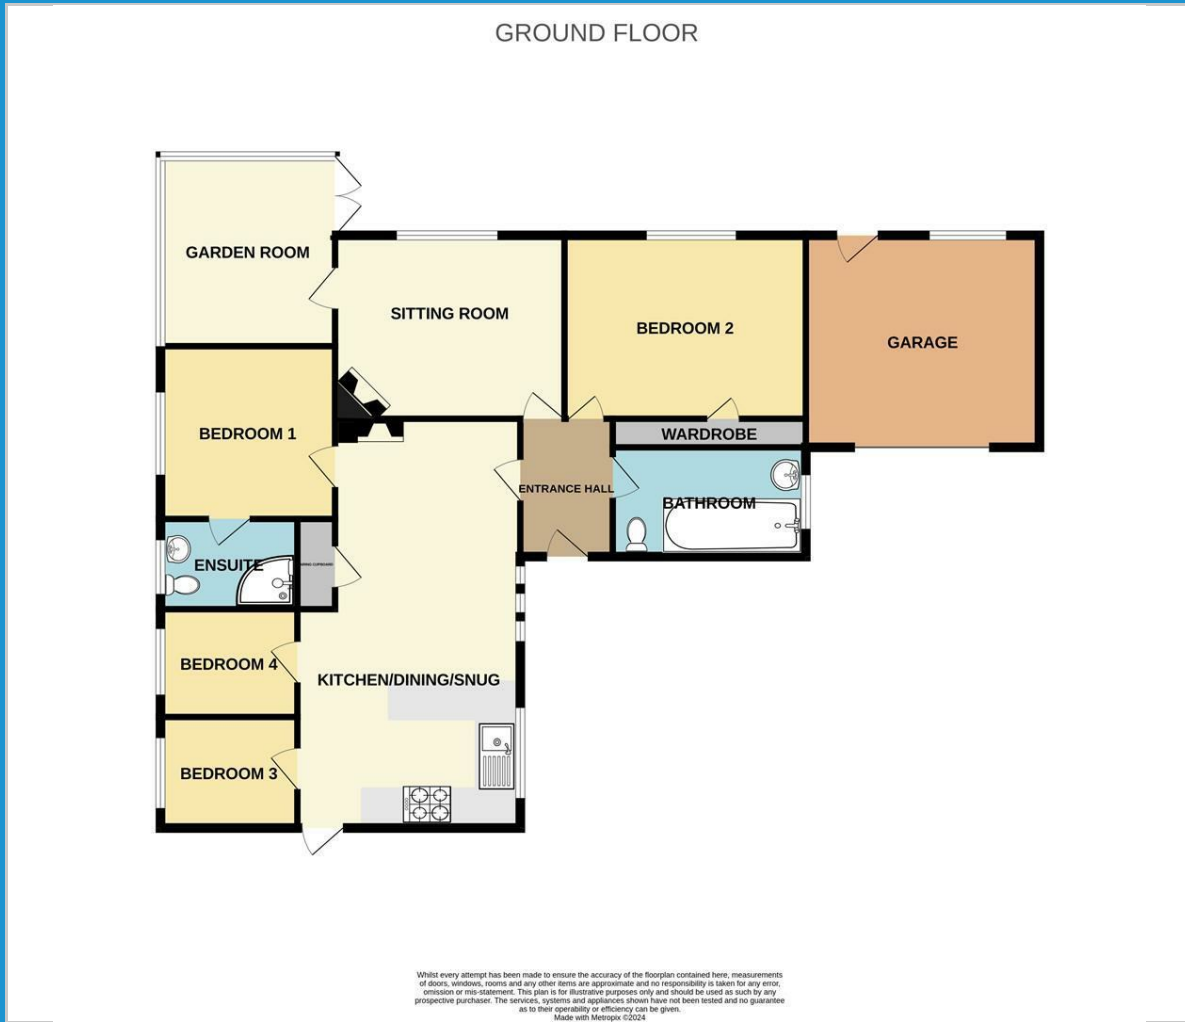 GROUND FLOOR
GARDEN ROOM
SITTING ROOM
BEDROOM 2
GARAGE
BEDROOM 1
WARDROBE
ENTRANCE HALL
BATHROOM
ENSUITE
CUPBOARD
BEDROOM 4
KITCHEN/DINING/SNUG
BEDROOM 3
Whilst every attempt has been made to ensure the accuracy of the floorplan contained here, measurements
of doors, windows, rooms and any other items are approximate and no responsibility is taken for any error,
omission or mis-statement. This plan is for illustrative purposes only and should be used as such by any
prospective purchaser. The services, systems and appliances shown have not been tested and no guarantee
as to their operability or efficiency can be given.
Made with Metropix ©2024